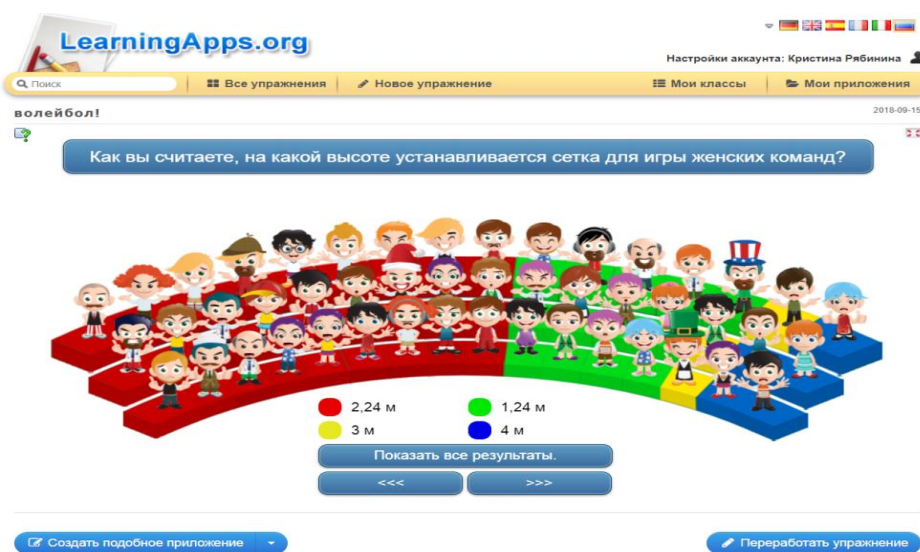 LearningApps.org
Настройки аккаунта: Кристина Рябинина
Поиск
Все упражнения
Новое упражнение
Мои классы
Мои приложения
волейбол!
2018-09-15
Как вы считаете, на какой высоте устанавливается сетка для игры женских команд?
2,24 м
1,24 м
3 м
4 м
Показать все результаты.
<<<
>>>
Создать подобное приложение
Переработать упражнение